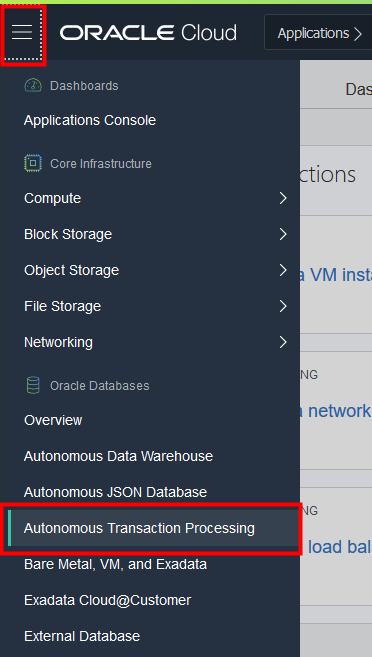 ORACLE Cloud
Applications
Das
Dashboards
Applications Console
Core Infrastructure
ctions
Compute
Block Storage
Object Storage
a VM insta
File Storage
Networking
NG
Oracle Databases
a network
Overview
Autonomous Data Warehouse
Autonomous JSON Database
NG
Autonomous Transaction Processing
load bal
Bare Metal, VM, and Exadata
Exadata Cloud@Customer
External Database